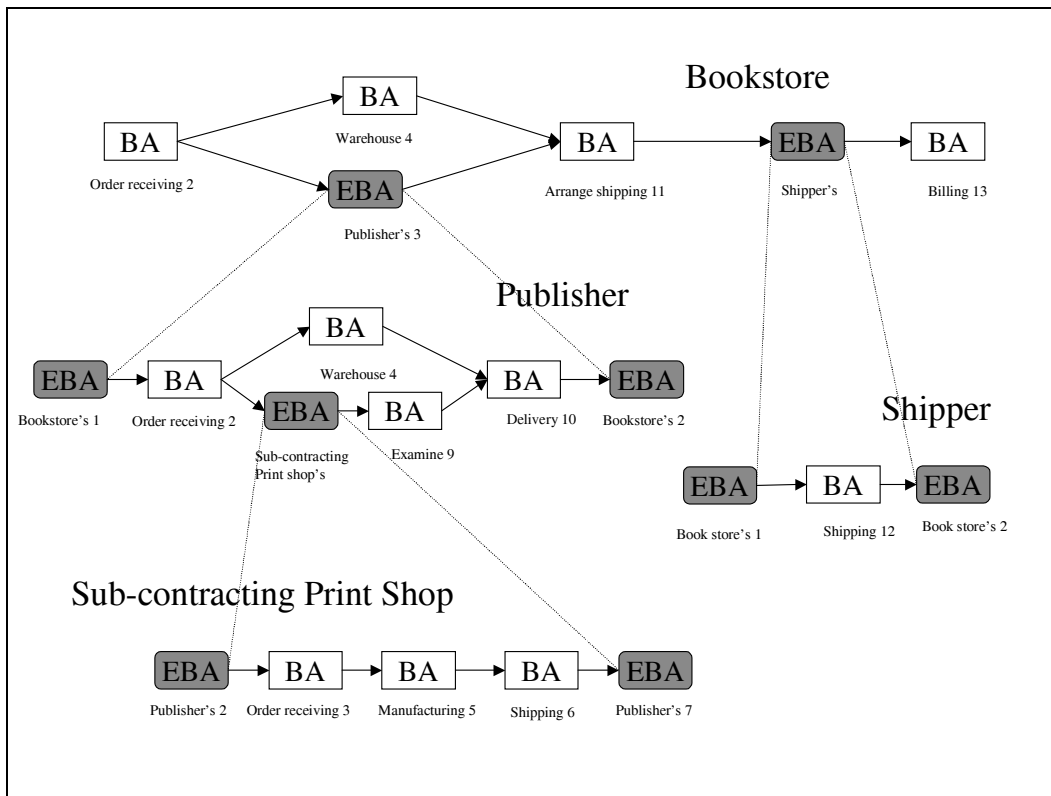 Bookstore
BA
Warehouse 4
BA
Order receiving 2
EBA
Publisher's 3
BA
Arrange shipping 11
EBA
Shipper's
BA
Billing 13
Publisher
EBA
Bookstore's 1
BA
Order receiving 2
BA
Warehouse 4
EBA
Sub-contracting
Print shop's
BA
Examine 9
BA
Delivery 10
EBA
Bookstore's 2
Shipper
EBA
Book store's 1
BA
Shipping 12
EBA
Book store's 2
Sub-contracting Print Shop
EBA
Publisher's 2
BA
Order receiving 3
BA
Manufacturing 5
BA
Shipping 6
EBA
Publisher's 7